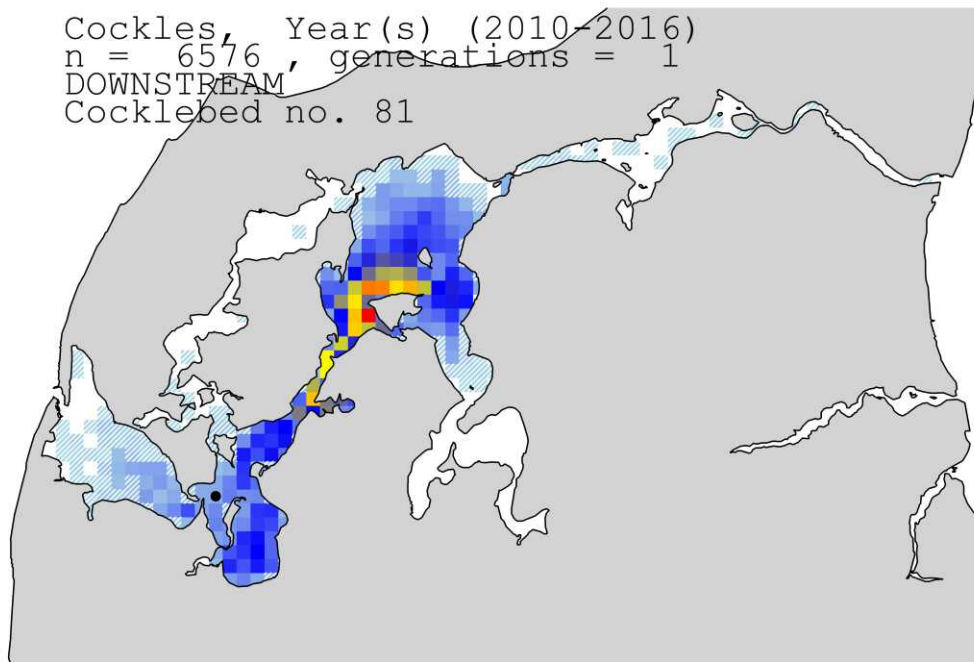 Cockles, Year(s) (2010-2016)
n = 6576 , generations = 1
DOWNSTREAM
Cocklebed no. 81